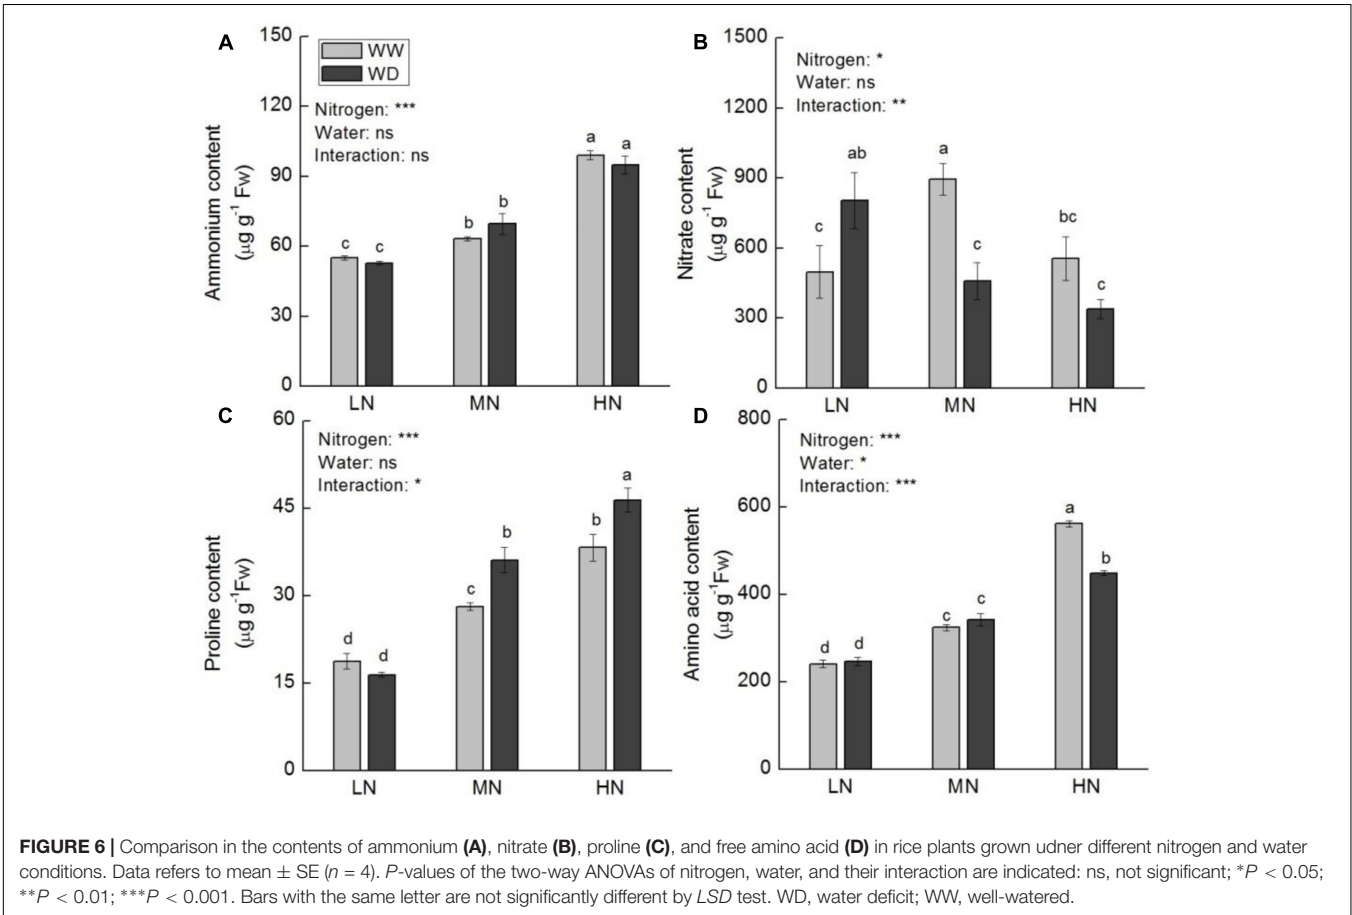 A
150
120
90
60
30
0
Ammonium content
(μg g-1 Fw)
WW
WD
Nitrogen: ***
Water: ns
Interaction: ns
c
c
b
b
a
a
LN
MN
HN
B
1500
1200
900
600
300
0
Nitrate content
(μg g-1 Fw)
Nitrogen: *
Water: ns
Interaction: **
c
ab
a
c
bc
c
LN
MN
HN
C
60
45
30
15
0
Proline content
(μg g-1Fw)
Nitrogen: ***
Water: ns
Interaction: *
d
d
c
b
b
a
LN
MN
HN
D
800
600
400
200
0
Amino acid content
(μg g-1Fw)
Nitrogen: ***
Water: *
Interaction: ***
d
d
c
c
a
b
LN
MN
HN
FIGURE 6 | Comparison in the contents of ammonium (A), nitrate (B), proline (C), and free amino acid (D) in rice plants grown udner different nitrogen and water
conditions. Data refers to mean ± SE (n = 4). P-values of the two-way ANOVAs of nitrogen, water, and their interaction are indicated: ns, not significant; *P < 0.05;
**P < 0.01; ***P < 0.001. Bars with the same letter are not significantly different by LSD test. WD, water deficit; WW, well-watered.